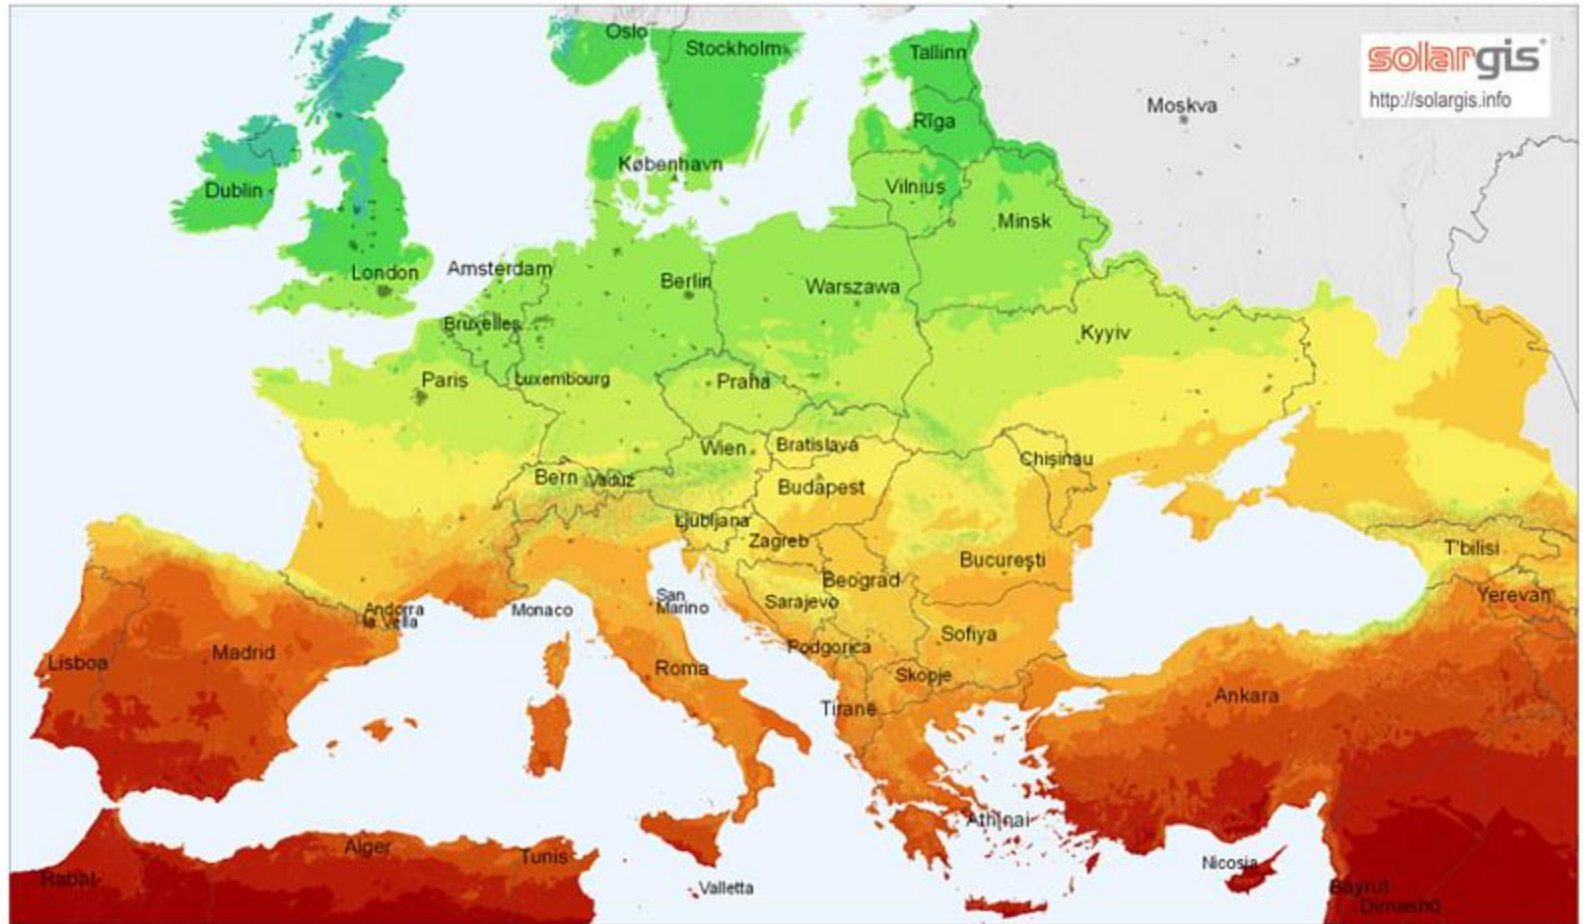 Oslo
Stockholm
Tallinn
solargis
http://solargis.info
Moskva
Rīga
København
Dublin
Vilnius
Minsk
London
Amsterdam
Berlin
Warszawa
Bruxelles
Kyyiv
Paris
Luxembourg
Praha
Wien
Bratislava
Chişinau
Bern
Vaduz
Budapest
Ljubljana
Zagreb
Bucureşti
T'bilisi
Beograd
Yerevan
Andorra
la Vella
Monaco
San
Marino
Sarajevo
Sofiya
Podgorica
Lisboa
Madrid
Roma
Skopje
Ankara
Tiranë
Athínai
Alger
Tunis
Nicosia
Rabat
Valletta
Bayrut
Dimashq